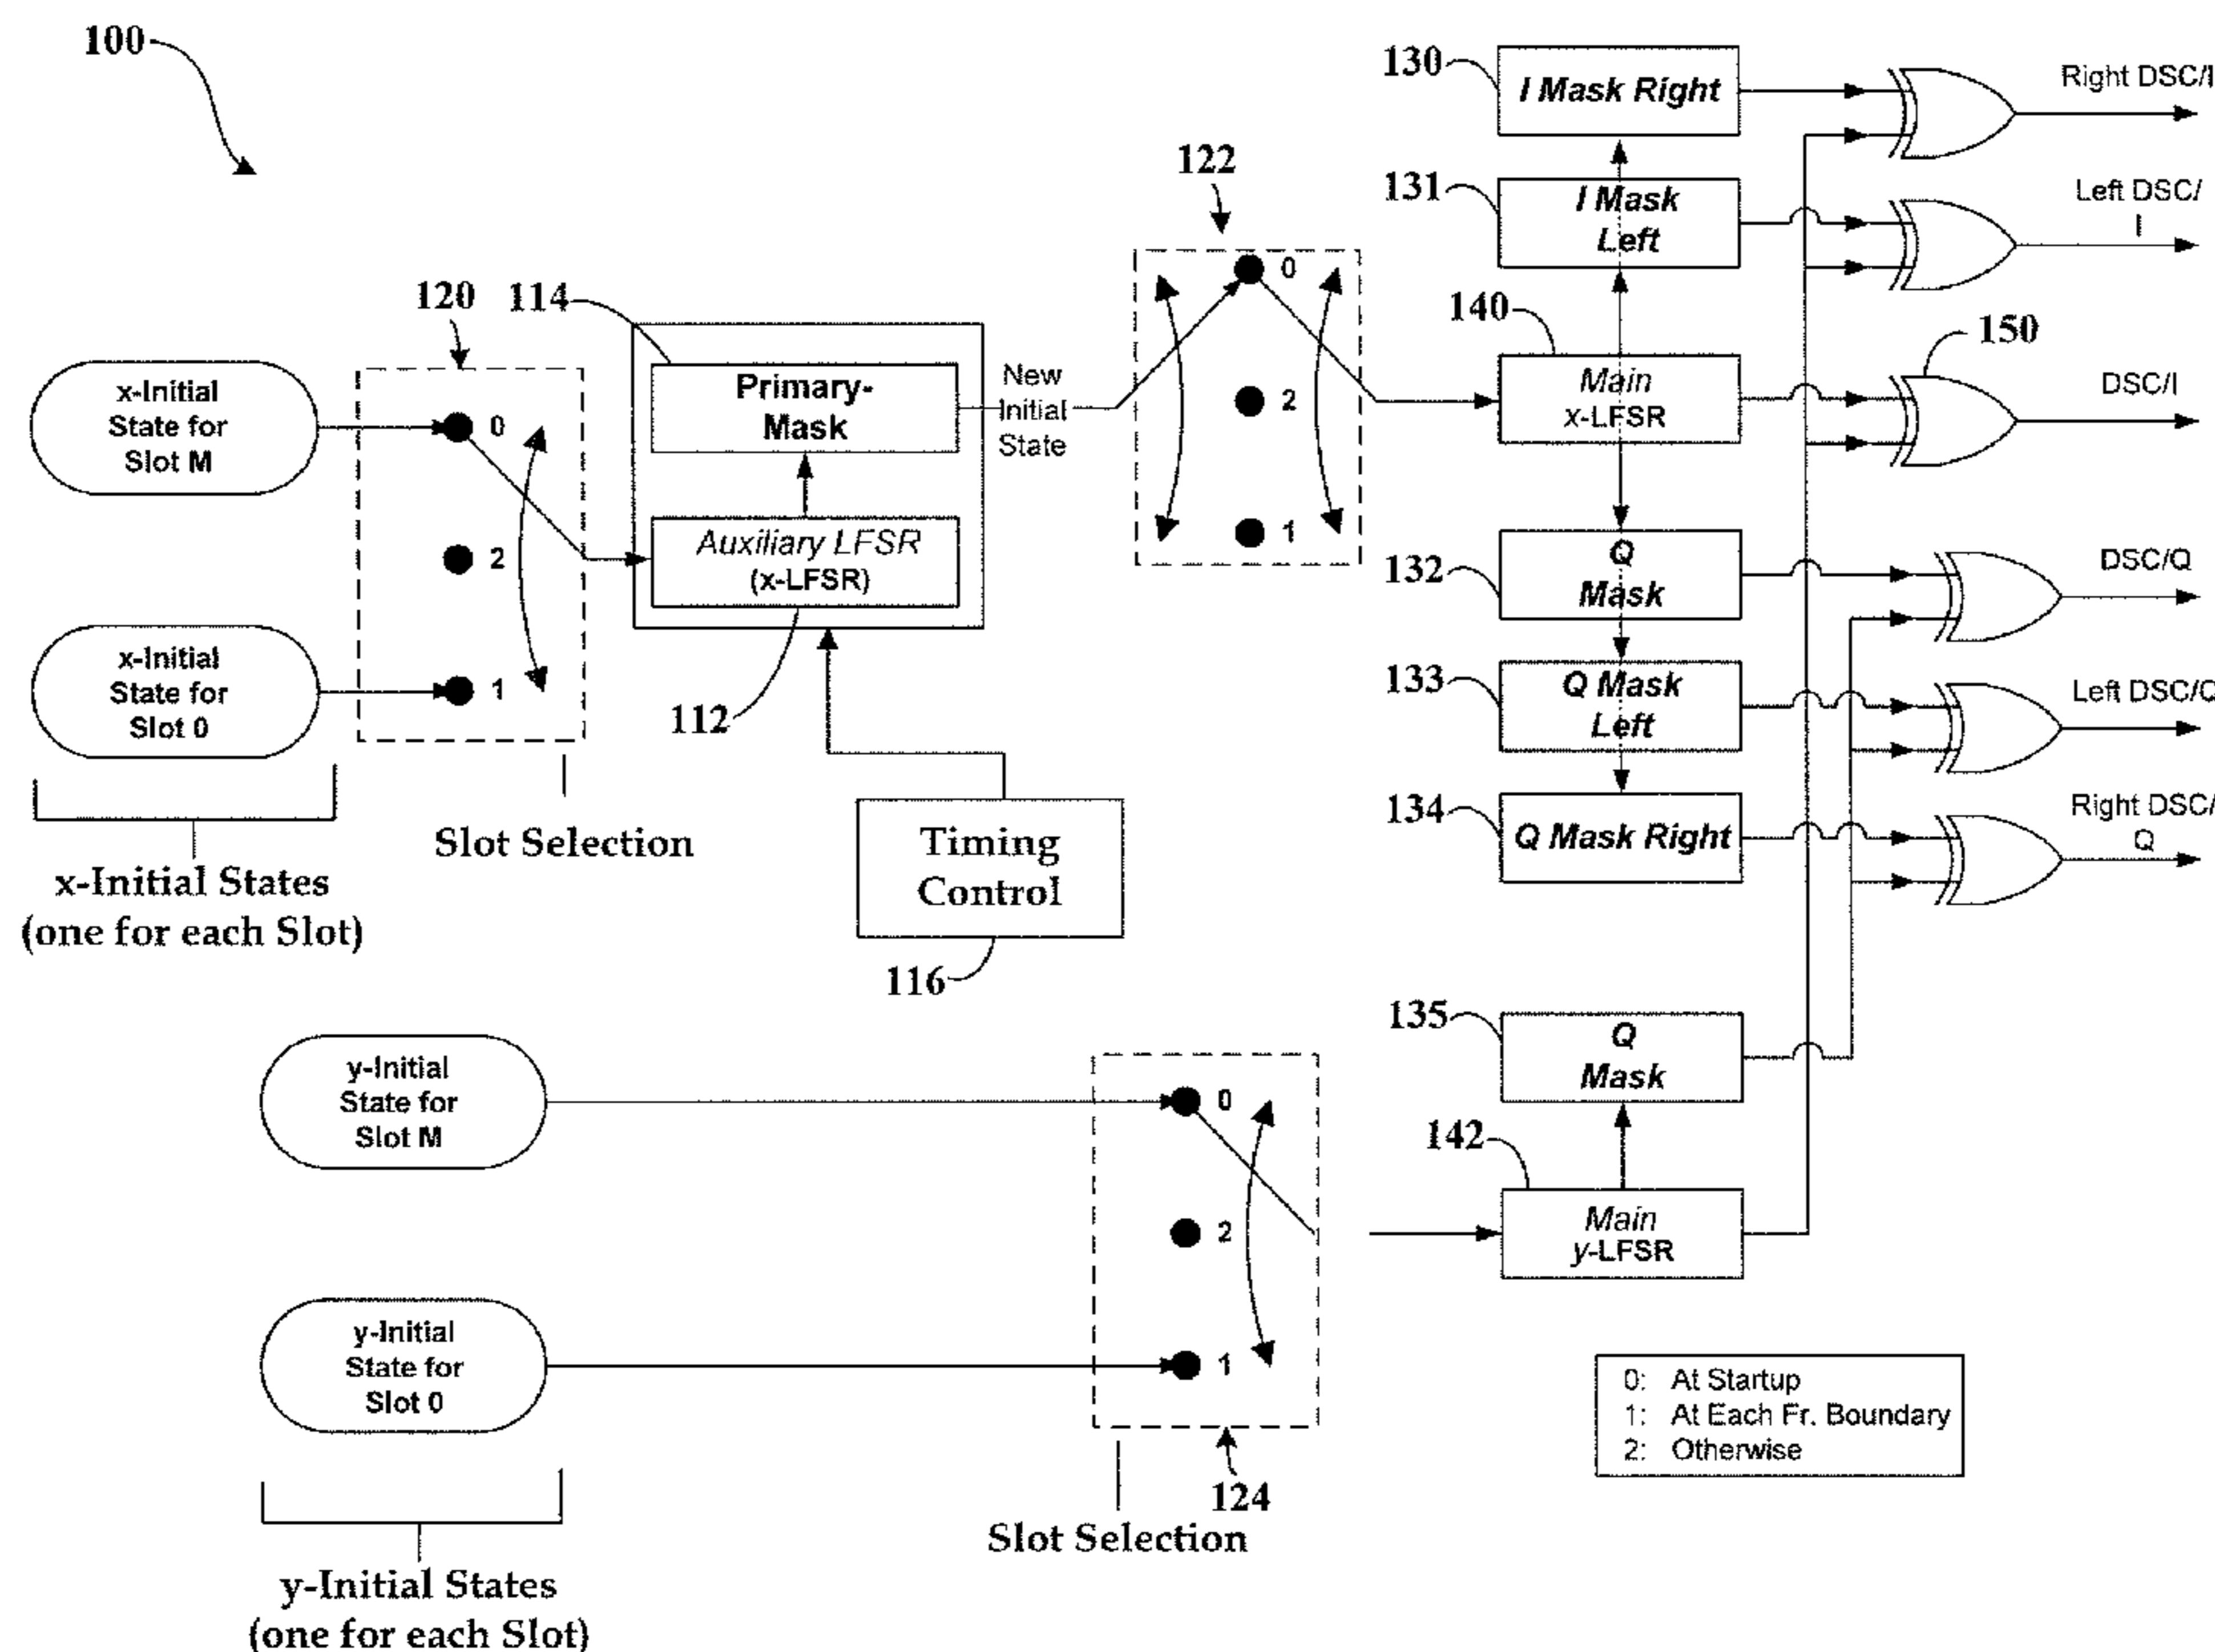 100
130
I Mask Right
Right DSC/I
122
131
I Mask
Left
Left DSC/
I
120
114
0
2
1
140
Main
x-LFSR
150
DSC/I
x-Initial
State for
Slot M
0
2
1
Primary-
Mask
New
Initial
State
Auxiliary LFSR
(x-LFSR)
132
Q
Mask
DSC/Q
x-Initial
State for
Slot 0
112
133
Q Mask
Left
Left DSC/Q
134
Q Mask Right
Right DSC/
Q
Slot Selection
Timing
Control
x-Initial States
(one for each Slot)
116
135
Q
Mask
y-Initial
State for
Slot M
0
2
1
142
Main
y-LFSR
y-Initial
State for
Slot 0
0: At Startup
1: At Each Fr. Boundary
2: Otherwise
124
Slot Selection
y-Initial States
(one for each Slot)